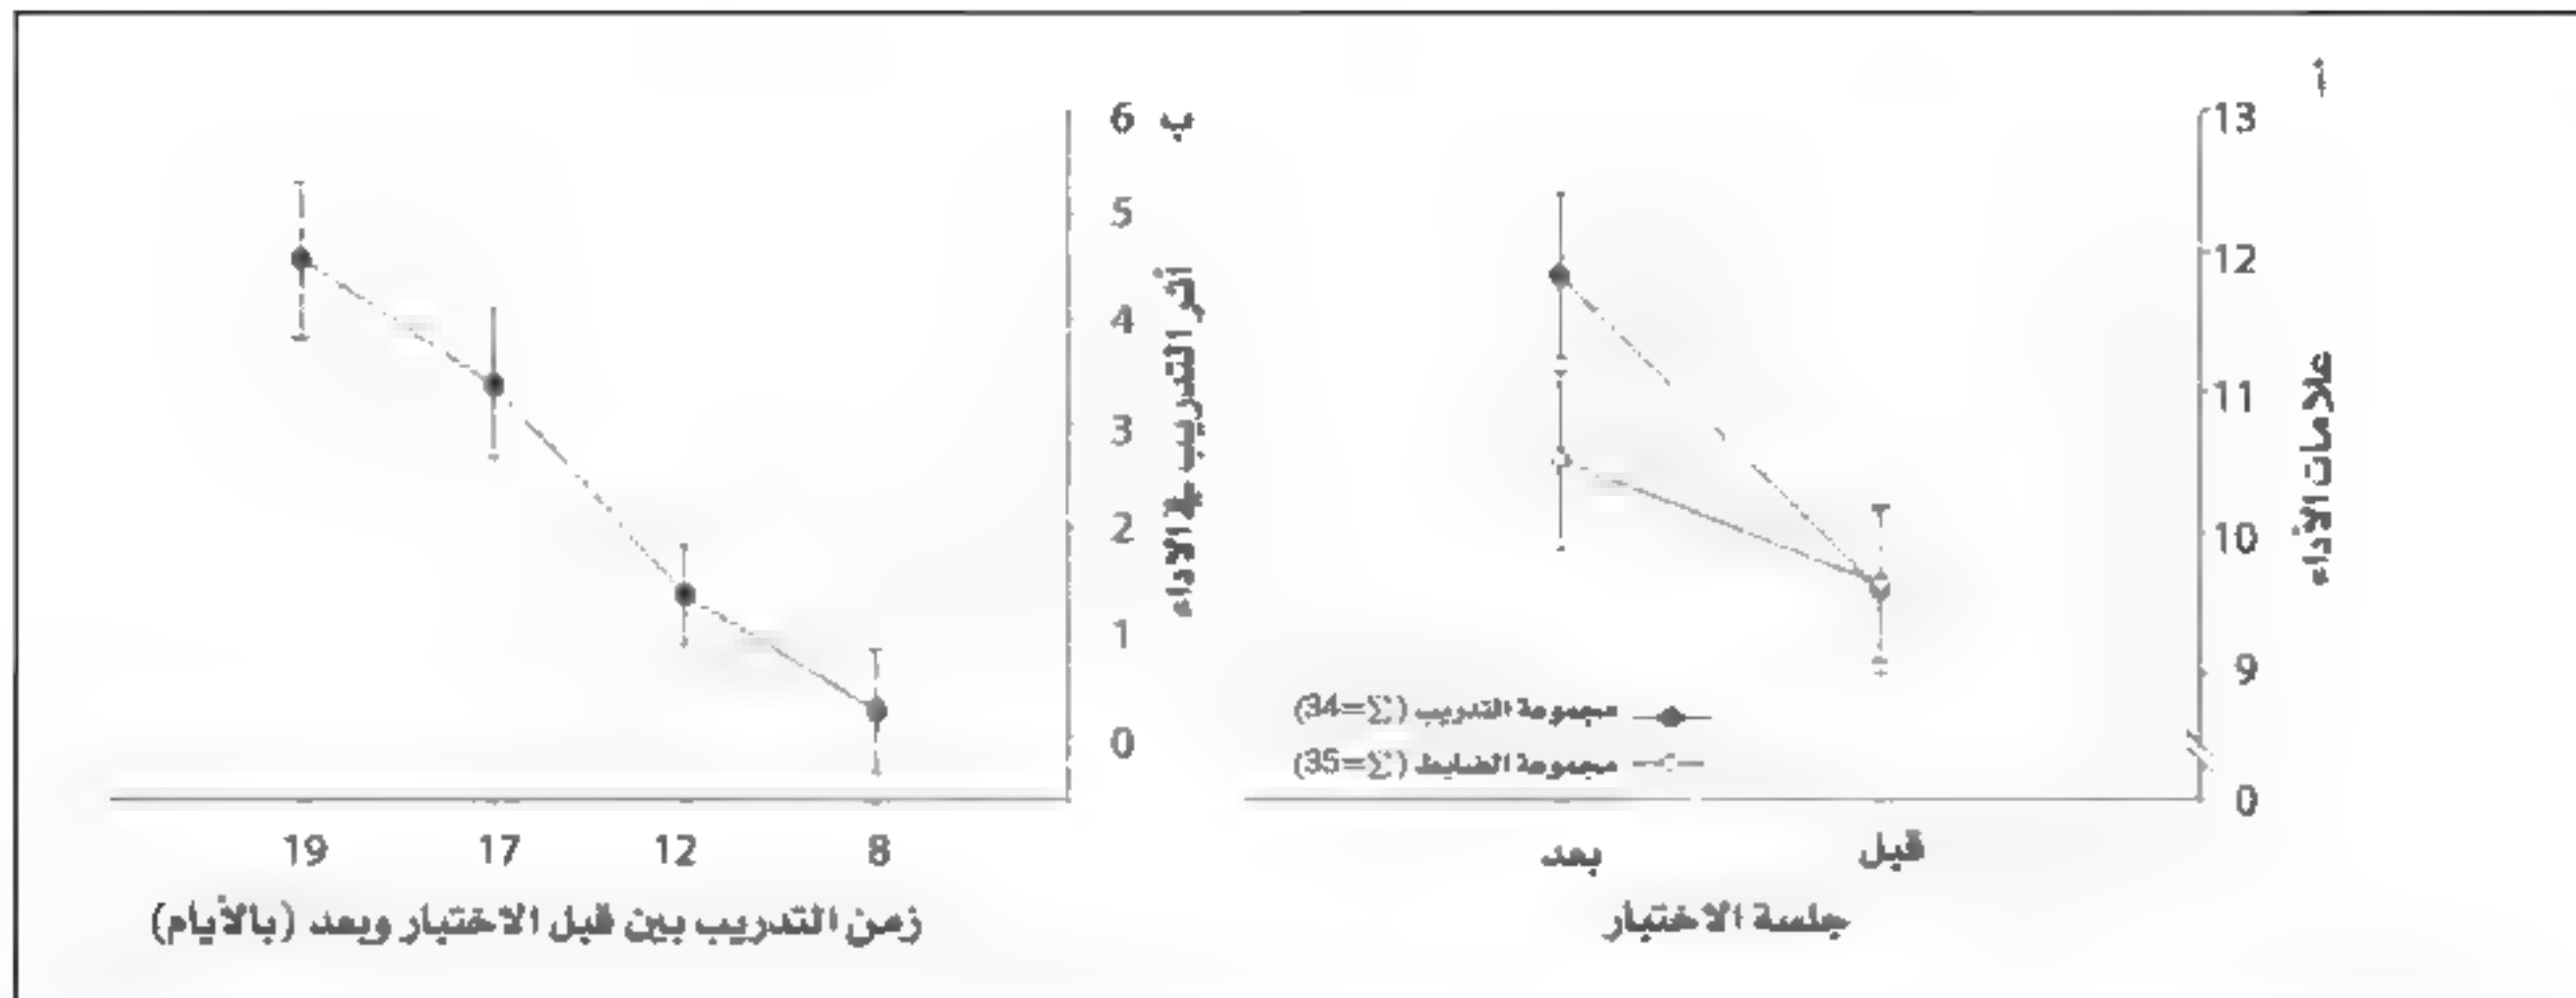 أ
13
12
11
10
9
0
علامات الأداء
مجموعة التدريب (Σ=34)
مجموعة الضابط (Σ=35)
قبل
بعد
جلسة الاختبار
ب
6
5
4
3
2
1
0
أثر التدريب في الأداء
8
12
17
19
زمن التدريب بين قبل الاختبار وبعد (بالأيام)